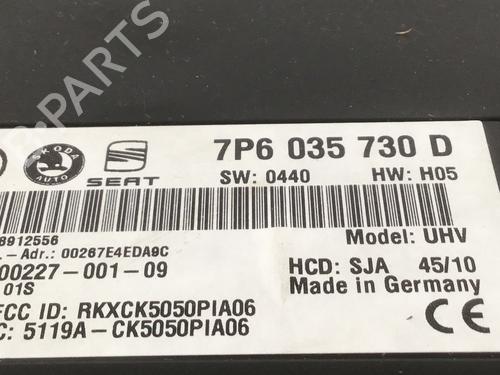 PARTS
SKODA
AUTO
SEAT
7P6 035 730 D
SW: 0440 HW: H05
8912556
.- Adr.: 00267E4EDA9C
00227-001-09
01S
Model: UHV
HCD: SJA 45/10
Made in Germany
FCC ID: RKXCK5050PIA06
C: 5119A-CK5050PIA06
CE